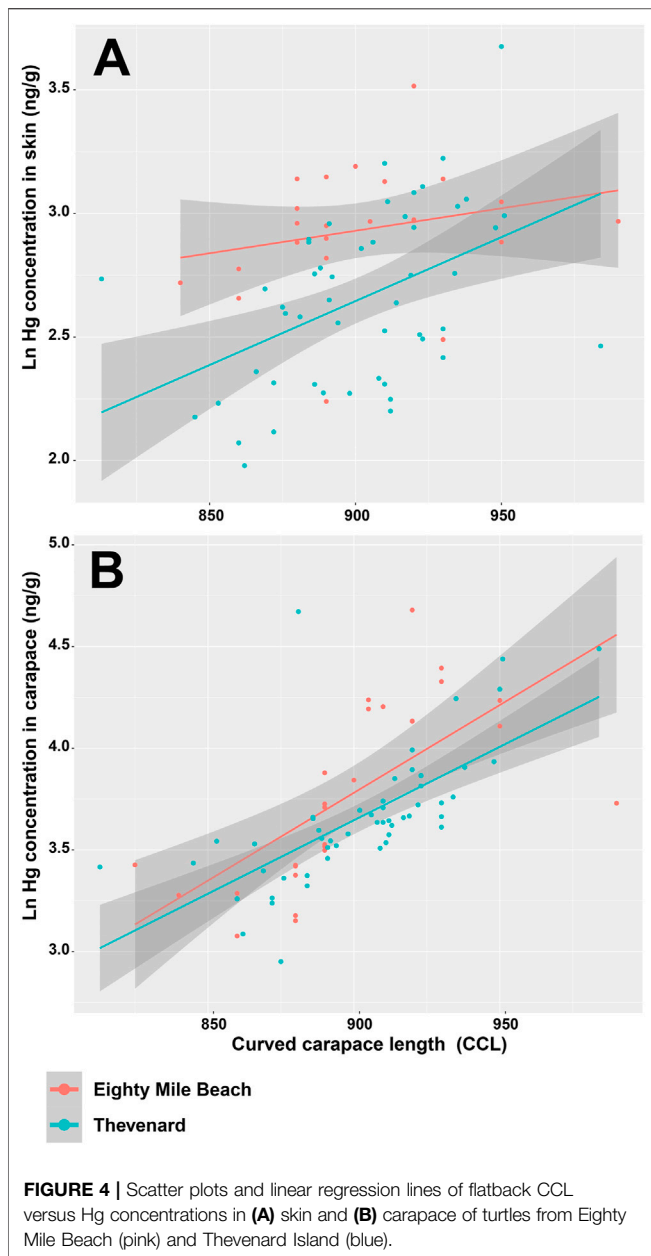 A
Ln Hg concentration in skin (ng/g)
3.5
3.0
2.5
2.0
850 900 950
B
Ln Hg concentration in carapace (ng/g)
5.0
4.5
4.0
3.5
3.0
850 900 950
Curved carapace length (CCL)
Eighty Mile Beach
Thevenard
FIGURE 4 | Scatter plots and linear regression lines of flatback CCL
versus Hg concentrations in (A) skin and (B) carapace of turtles from Eighty
Mile Beach (pink) and Thevenard Island (blue).